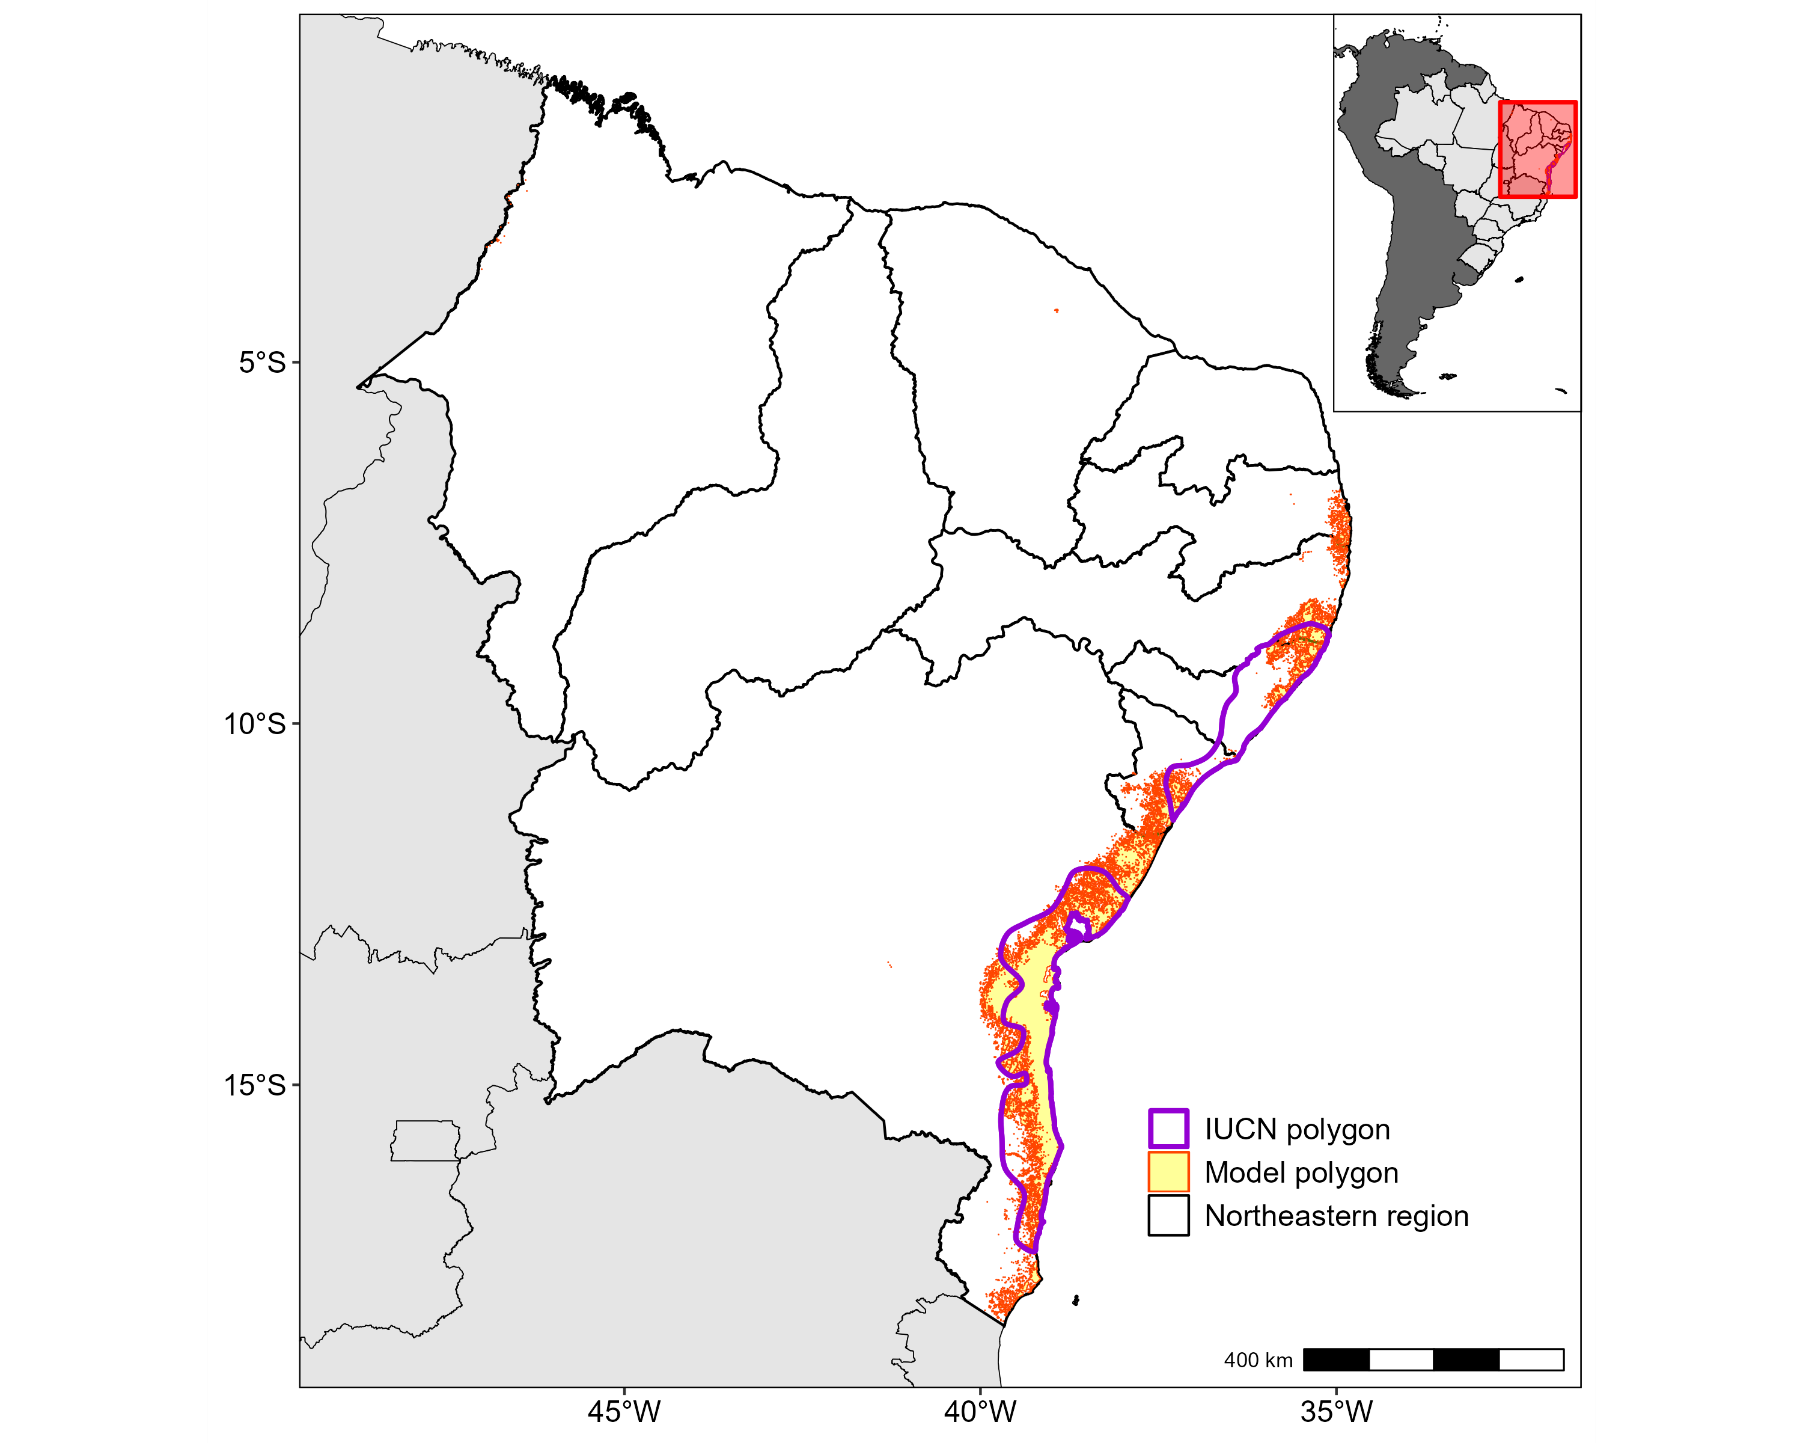 5°S
10°S
15°S
IUCN polygon
Model polygon
Northeastern region
400 km
45°W 40°W 35°W